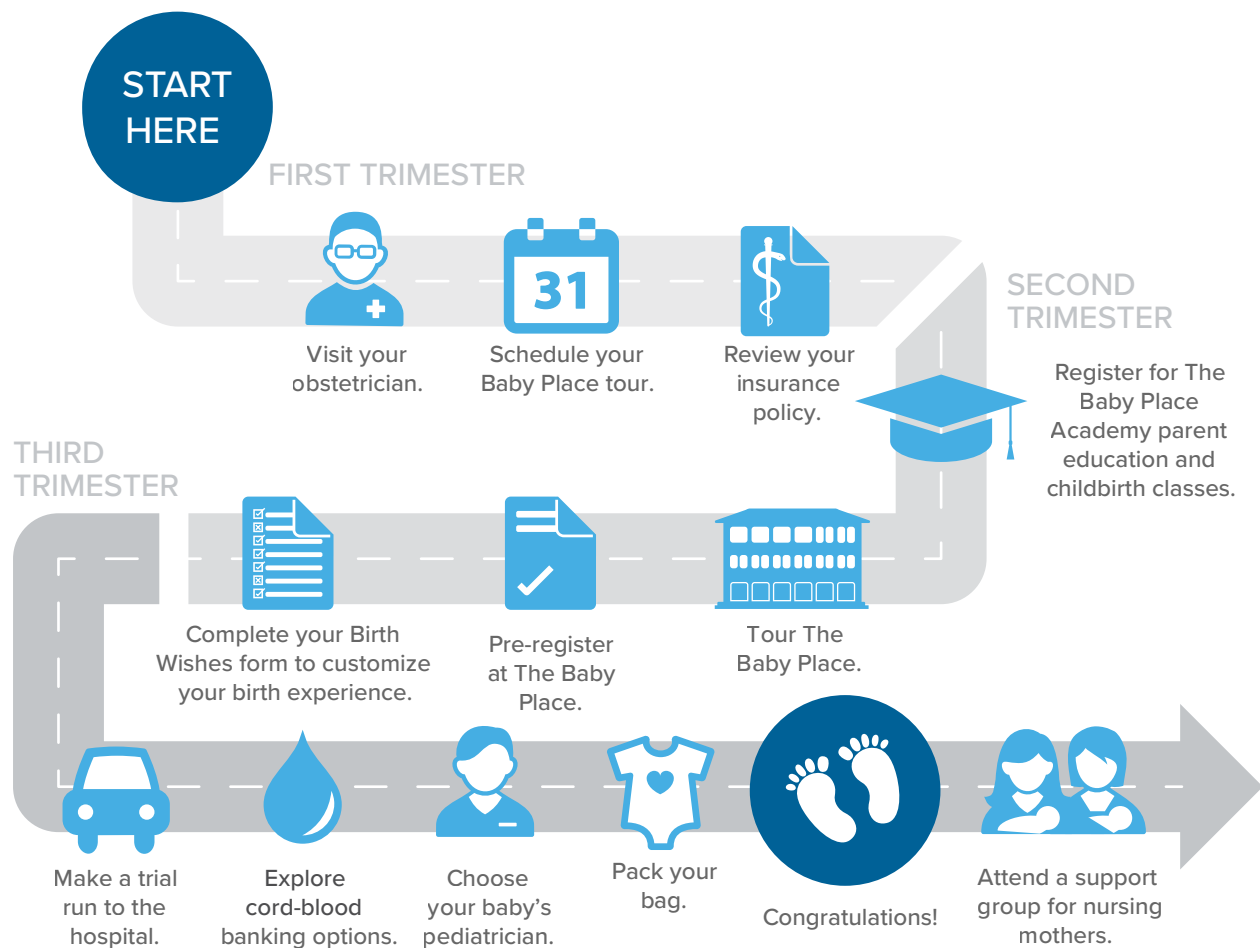 START
HERE
FIRST TRIMESTER
31
Visit your
obstetrician.
Schedule your
Baby Place tour.
Review your
insurance
policy.
SECOND
TRIMESTER
Register for The
Baby Place
Academy parent
education and
childbirth classes.
Tour The
Baby Place.
Pre-register
at The Baby
Place.
Complete your Birth
Wishes form to customize
your birth experience.
THIRD
TRIMESTER
Make a trial
run to the
hospital.
Explore
cord-blood
banking options.
Choose
your baby’s
pediatrician.
Pack your
bag.
Congratulations!
Attend a support
group for nursing
mothers.